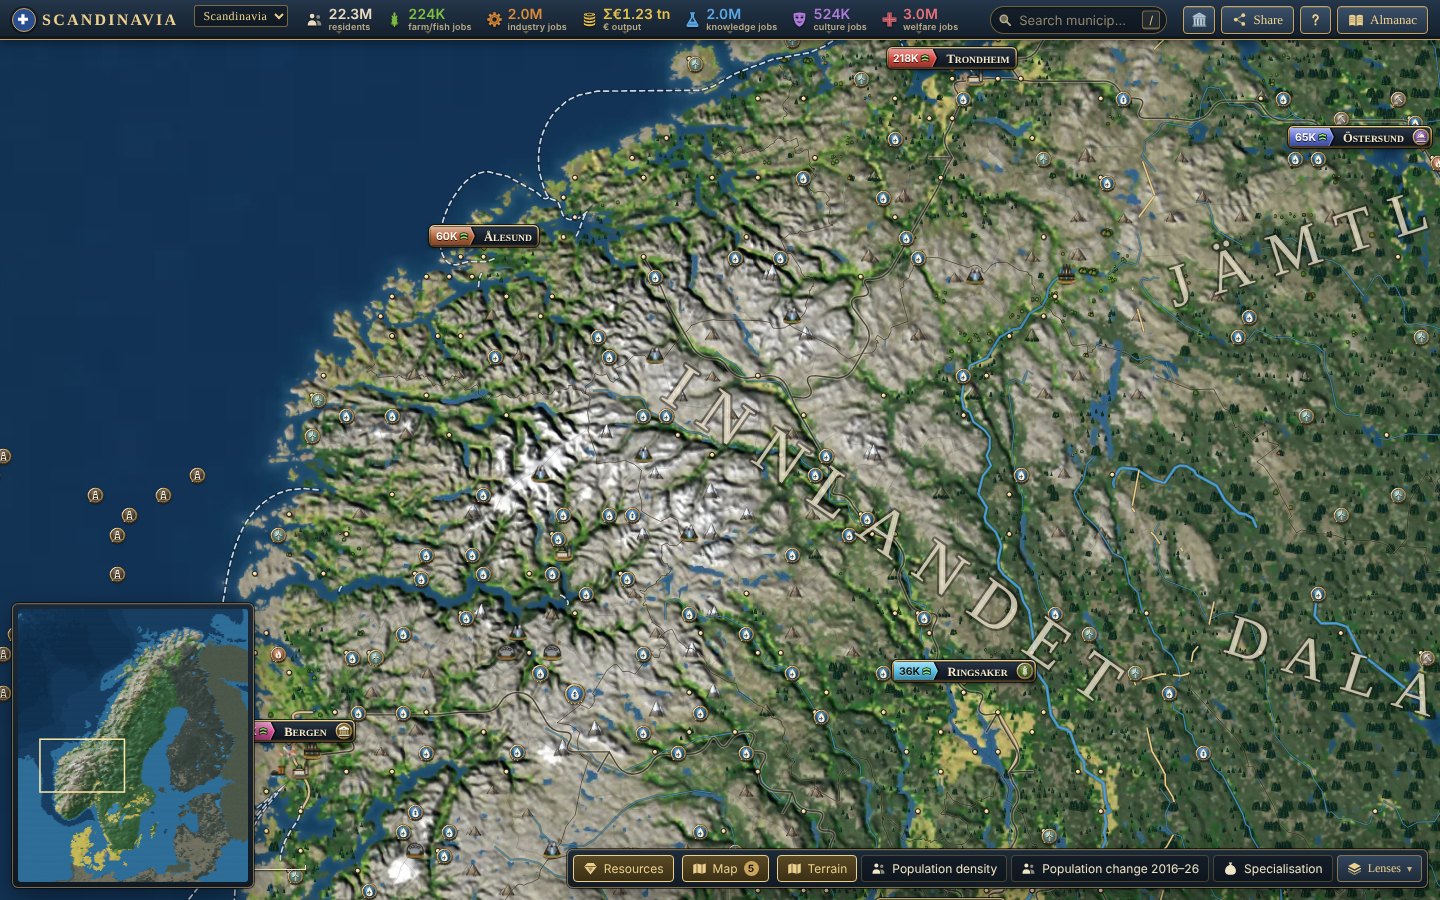 SCANDINAVIA
Scandinavia
22.3M
residents
224K
farm/fish jobs
2.0M
industry jobs
Σ€1.23 tn
€ output
2.0M
knowledge jobs
524K
culture jobs
3.0M
welfare jobs
Search municip...
/
Share
?
Almanac
218K
Trondheim
65K
Östersund
60K
Ålesund
JÄMTL
INNLANDET
DALA
36K
Ringsaker
Bergen
Resources
Map 5
Terrain
Population density
Population change 2016–26
Specialisation
Lenses